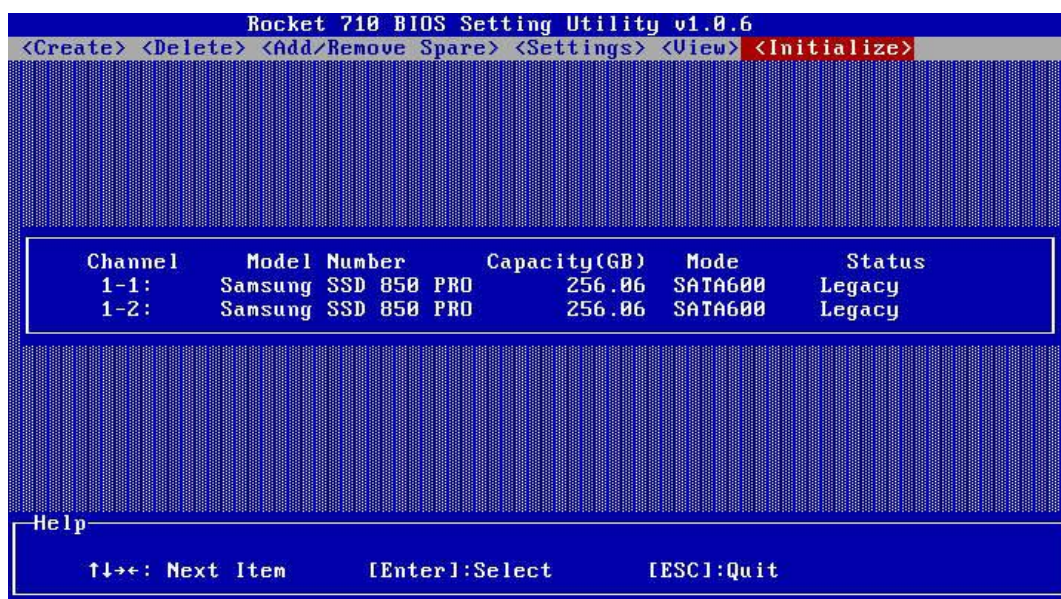 Rocket 710 BIOS Setting Utility v1.0.6
<Create> <Delete> <Add/Remove Spare> <Settings> <View> <Initialize>
Channel Model Number Capacity(GB) Mode Status
1-1: Samsung SSD 850 PRO 256.06 SATA600 Legacy
1-2: Samsung SSD 850 PRO 256.06 SATA600 Legacy
Help
↑↓→←: Next Item [Enter]:Select [ESC]:Quit